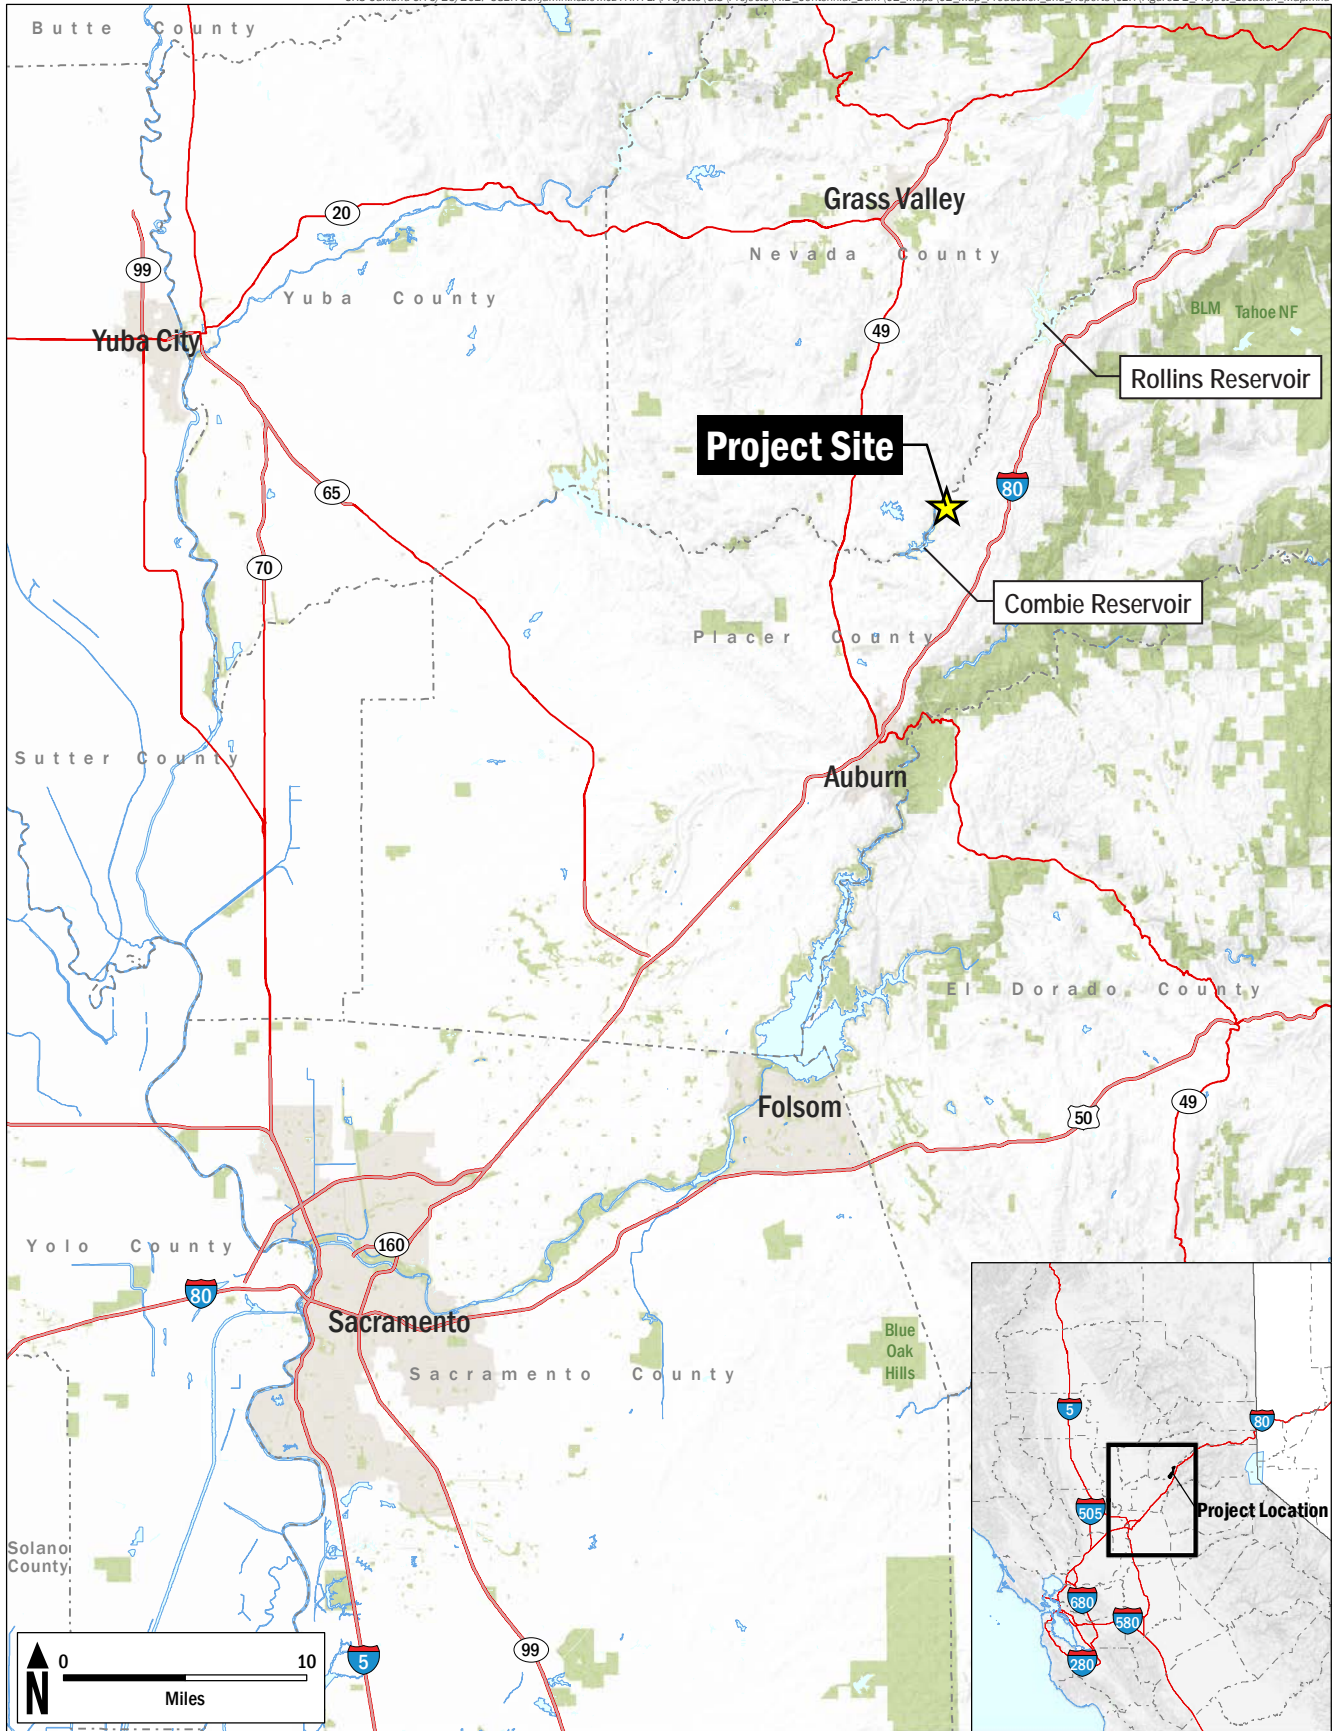 Butte County
20
Grass Valley
Nevada County
99
Yuba County
BLM Tahoe NF
Yuba City
49
Rollins Reservoir
Project Site
65
80
70
Combie Reservoir
Placer County
Sutter County
Auburn
El Dorado County
Folsom
50
49
Yolo County
160
80
Sacramento
Blue
Oak
Hills
Sacramento County
5
80
505
Project Location
Solano
County
680
580
280
99
5
0 10
Miles
N